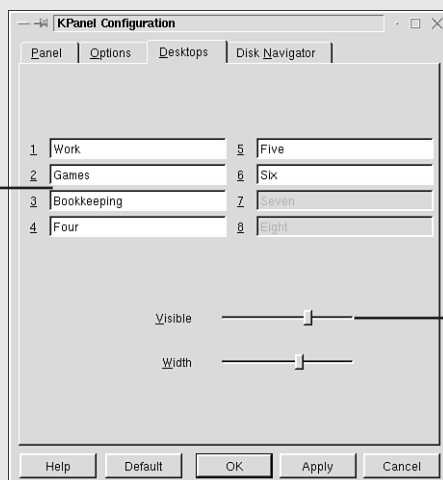 KPanel Configuration
Panel Options Desktops Disk Navigator
1 Work 5 Five
2 Games 6 Six
3 Bookkeeping 7 Seven
4 Four 8 Eight
Visible
Width
Help Default OK Apply Cancel